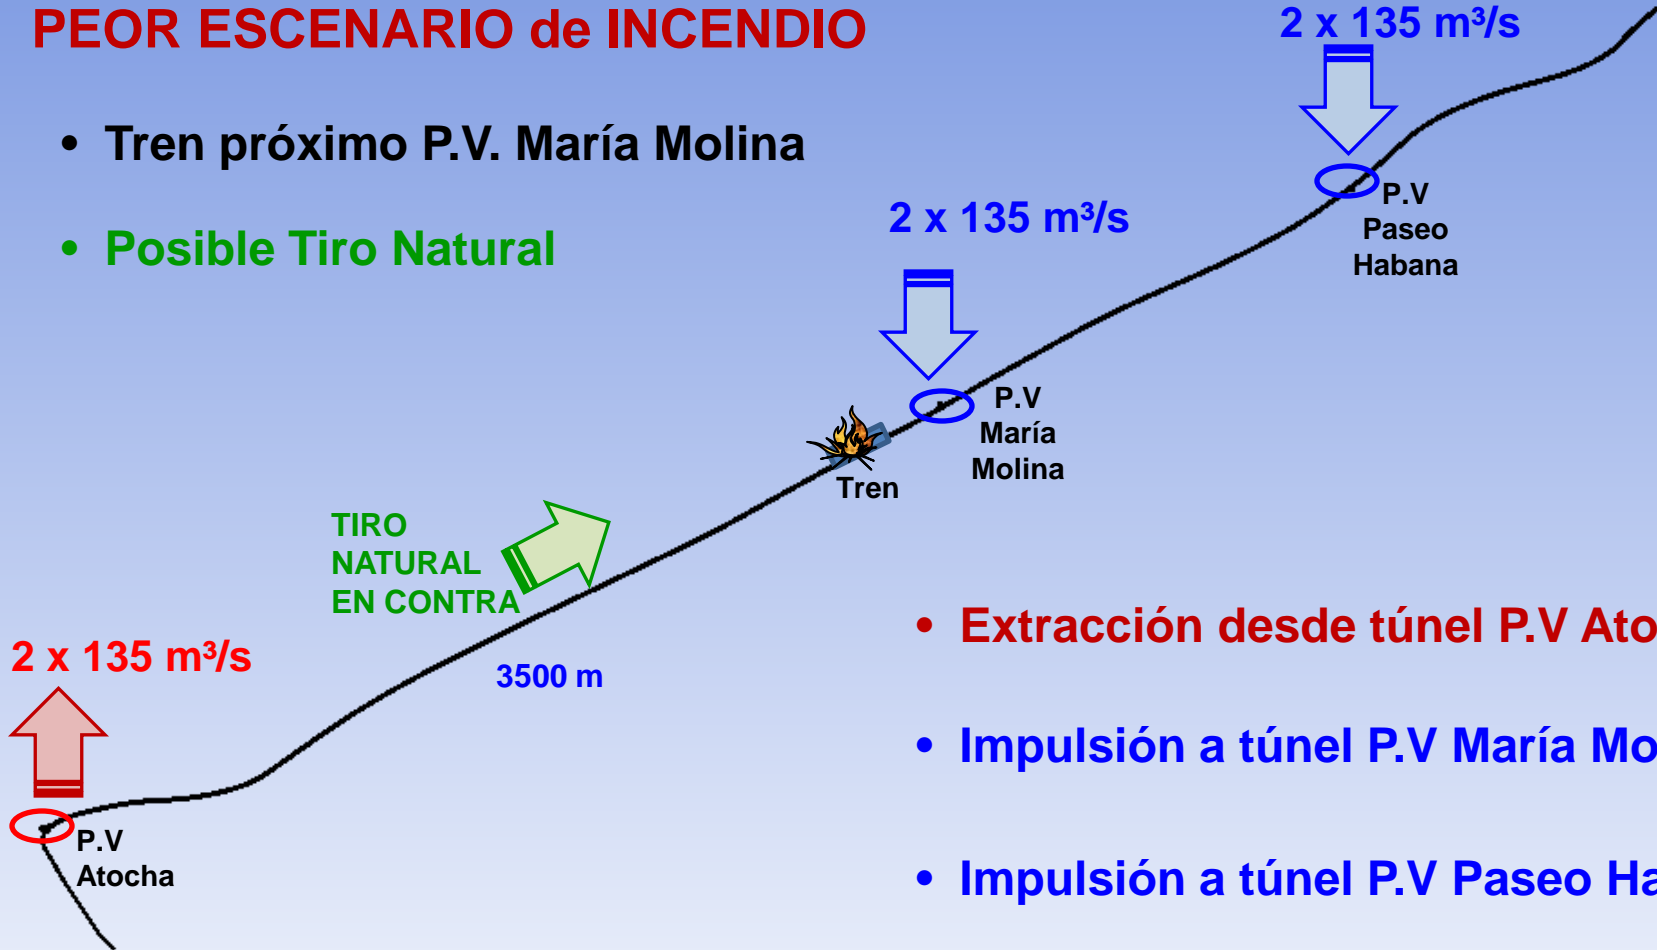 PEOR ESCENARIO de INCENDIO
2 x 135 m³/s
• Tren próximo P.V. María Molina
• Posible Tiro Natural
2 x 135 m³/s
P.V
Paseo
Habana
P.V
María
Molina
Tren
TIRO
NATURAL
EN CONTRA
3500 m
2 x 135 m³/s
P.V
Atocha
• Extracción desde túnel P.V Ato
• Impulsión a túnel P.V María Mo
• Impulsión a túnel P.V Paseo Ha